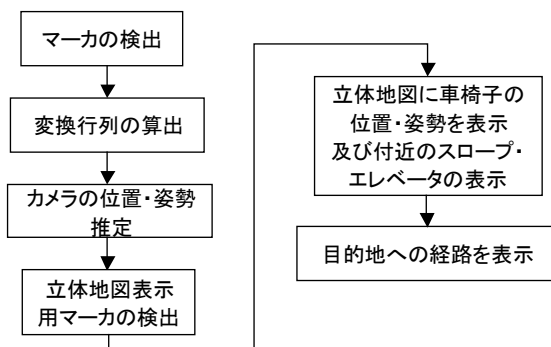 マーカの検出
変換行列の算出
カメラの位置・姿勢
推定
立体地図表示
用マーカの検出
立体地図に車椅子の
位置・姿勢を表示
及び付近のスロープ・
エレベータの表示
目的地への経路を表示